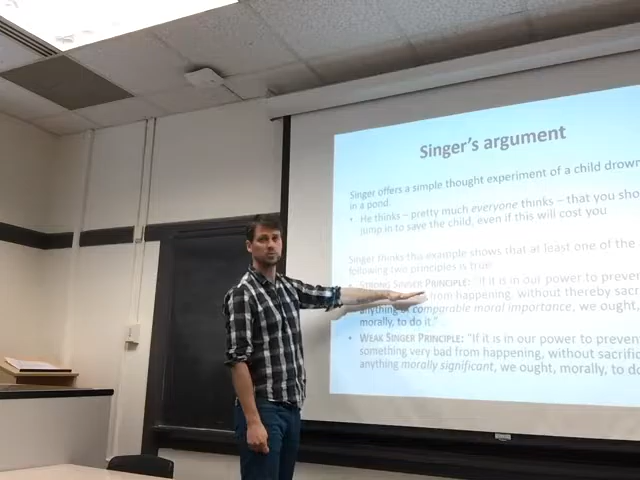 Singer's argument
Singer offers a simple thought experiment of a child drown
in a pond.
• He thinks – pretty much everyone thinks – that you sho
jump in to save the child, even if this will cost you
Singer thinks this example shows that at least one of the
following two principles is true:
• STRONG SINGER PRINCIPLE: "If it is in our power to preven
from happening, without thereby sacr
anything of comparable moral importance, we ought,
morally, to do it."
• WEAK SINGER PRINCIPLE: "If it is in our power to preven
something very bad from happening, without sacrific
anything morally significant, we ought, morally, to do